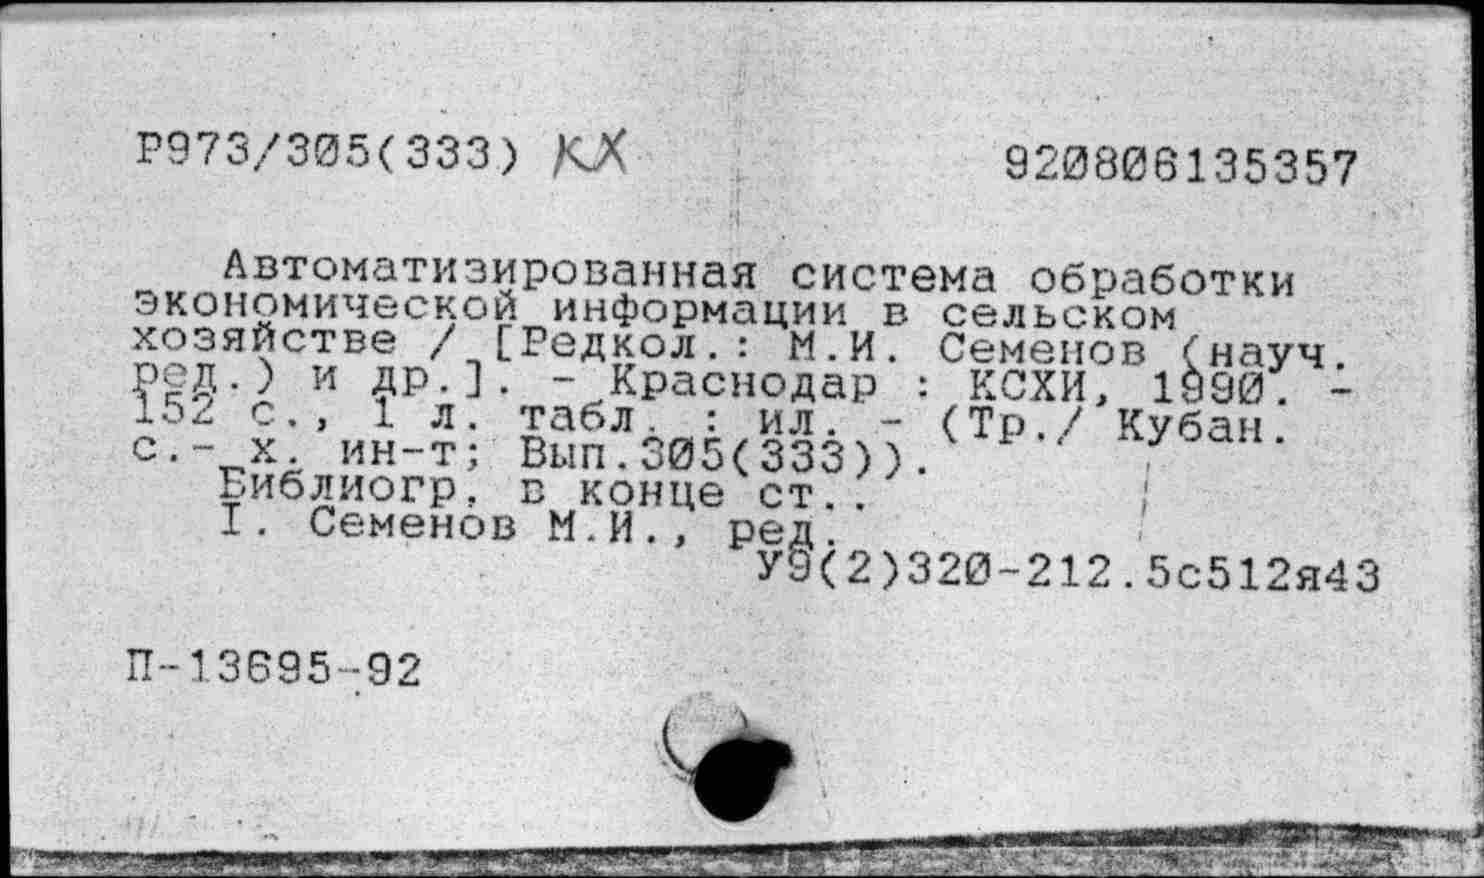 Р973/305(333) КХ 920806135357
Автоматизированная система обработки
экономической информации в сельском
хозяйстве / [Редкол.: М.И. Семенов (науч.
ред.) и др.]. - Краснодар : КСХИ, 1990. -
152 с., 1 л. табл. : ил. - (Тр./ Кубан.
с.- х. ин-т; Вып.305(333)).
Библиогр. в конце ст..
I. Семенов М.И., ред.
У9(2)320-212.5с512я43
П-13695-92